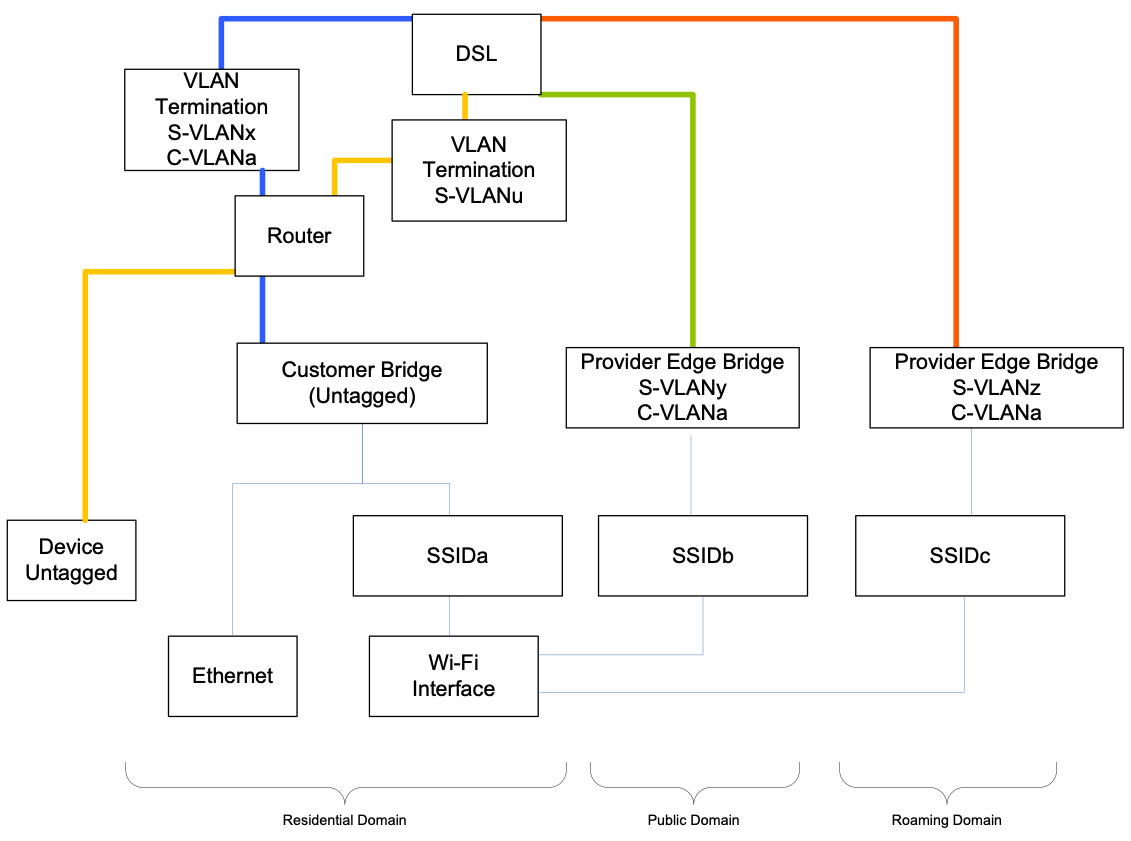 DSL
VLAN
Termination
S-VLANx
C-VLANa
VLAN
Termination
S-VLANu
Router
Customer Bridge
(Untagged)
Provider Edge Bridge
S-VLANy
C-VLANa
Provider Edge Bridge
S-VLANz
C-VLANa
Device
Untagged
SSIDa
SSIDb
SSIDc
Ethernet
Wi-Fi
Interface
Residential Domain
Public Domain
Roaming Domain